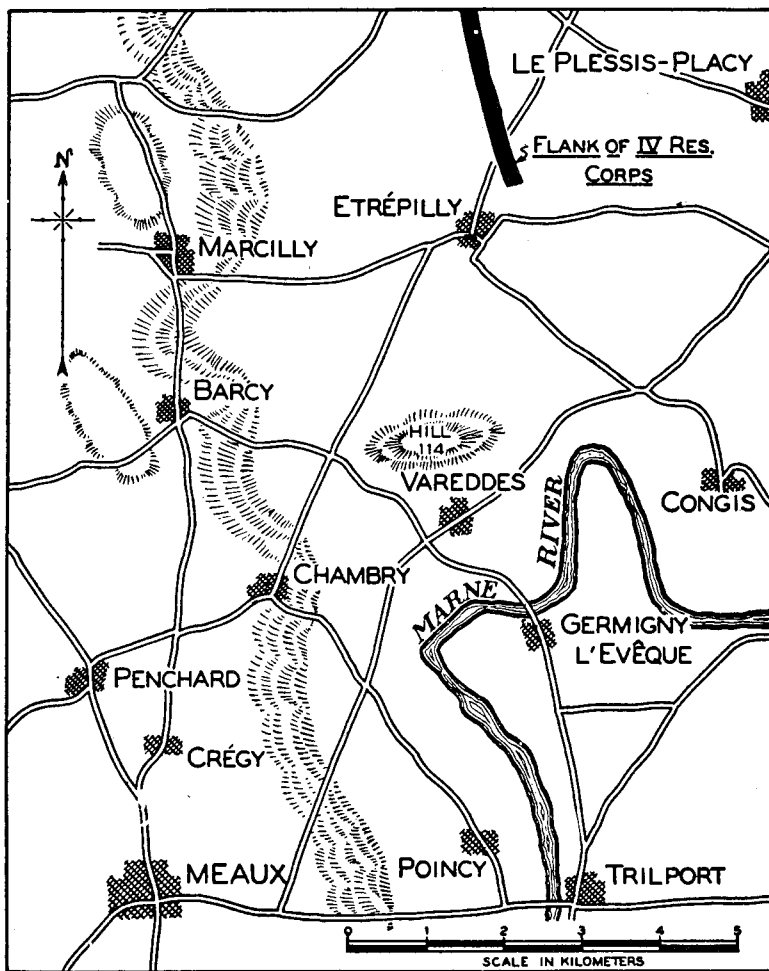 LE PLESSIS-PLACY
FLANK OF IV RES.
CORPS
N
ETRÉPILLY
MARCILLY
BARCY
HILL
114
VAREDDES
RIVER
CONGIS
CHAMBRY
MARNE
GERMIGNY
L'EVÊQUE
PENCHARD
CRÉGY
MEAUX
POINCY
TRILPORT
0 1 2 3 4 5
SCALE IN KILOMETERS